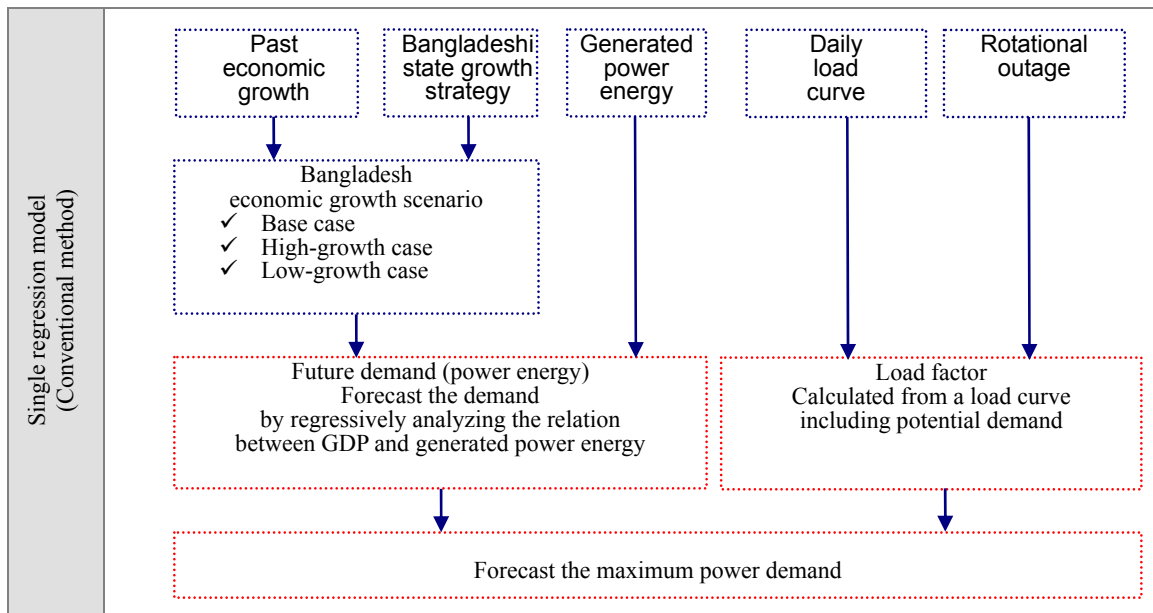 Single regression model
(Conventional method)
Past
economic
growth
Bangladeshi
state growth
strategy
Generated
power
energy
Daily
load
curve
Rotational
outage
Bangladesh
economic growth scenario
✓ Base case
✓ High-growth case
✓ Low-growth case
Future demand (power energy)
Forecast the demand
by regressively analyzing the relation
between GDP and generated power energy
Load factor
Calculated from a load curve
including potential demand
Forecast the maximum power demand